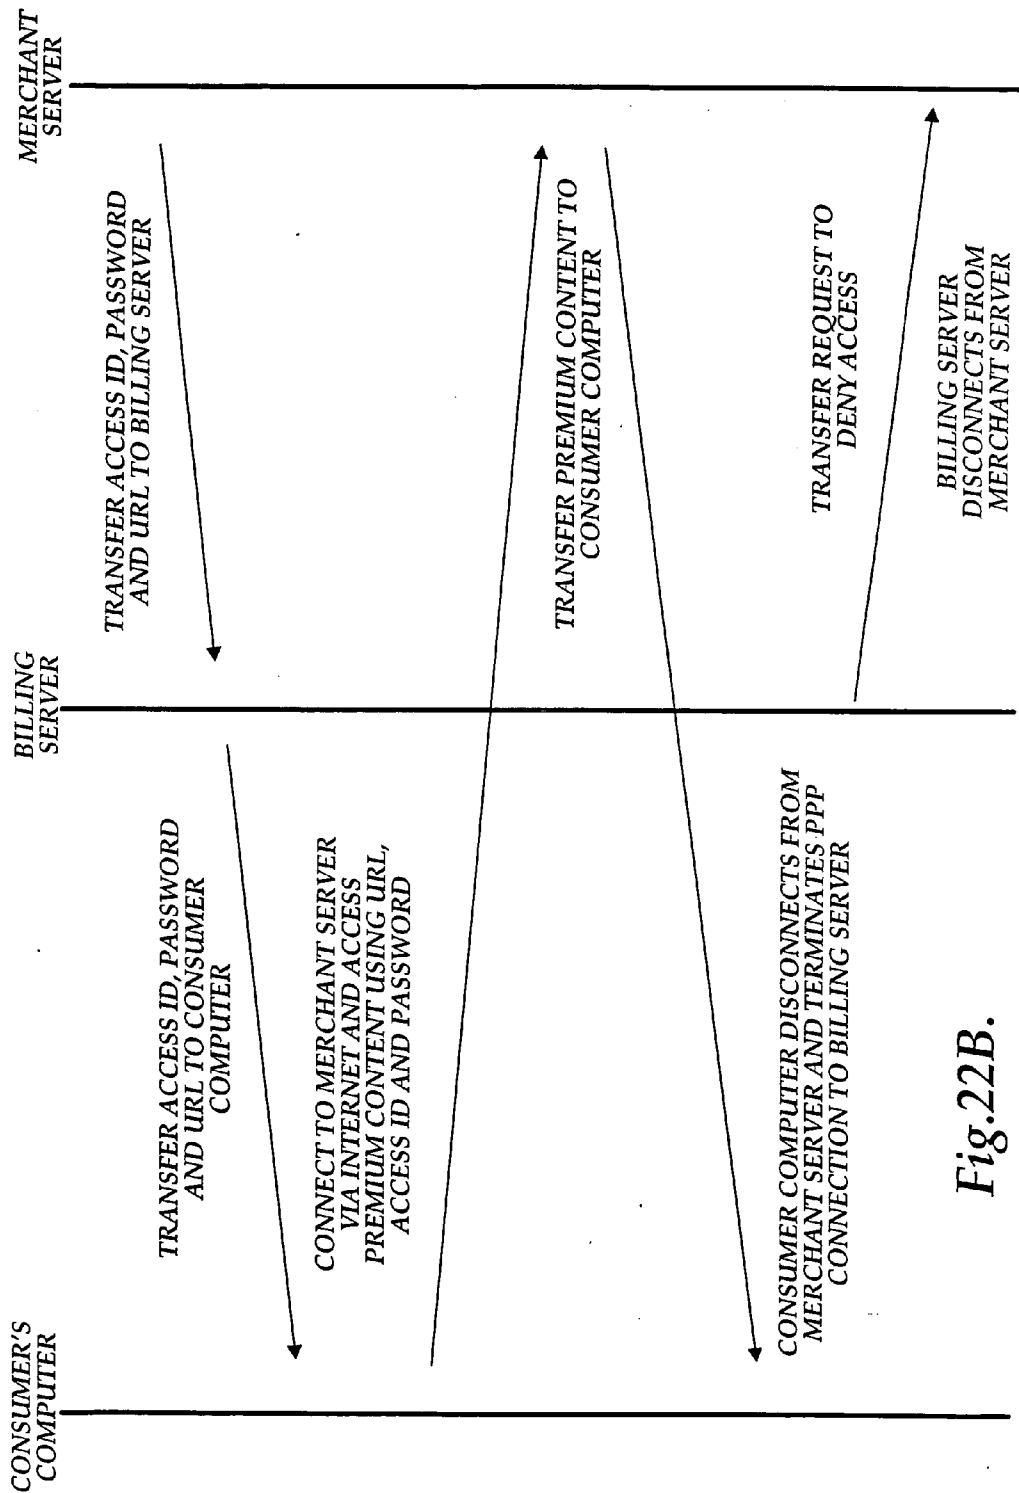 CONSUMER'S
COMPUTER
BILLING
SERVER
MERCHANT
SERVER
TRANSFER ACCESS ID, PASSWORD
AND URL TO BILLING SERVER
TRANSFER ACCESS ID, PASSWORD
AND URL TO CONSUMER
COMPUTER
CONNECT TO MERCHANT SERVER
VIA INTERNET AND ACCESS
PREMIUM CONTENT USING URL,
ACCESS ID AND PASSWORD
TRANSFER PREMIUM CONTENT TO
CONSUMER COMPUTER
CONSUMER COMPUTER DISCONNECTS FROM
MERCHANT SERVER AND TERMINATES PPP
CONNECTION TO BILLING SERVER
TRANSFER REQUEST TO
DENY ACCESS
BILLING SERVER
DISCONNECTS FROM
MERCHANT SERVER
Fig.22B.